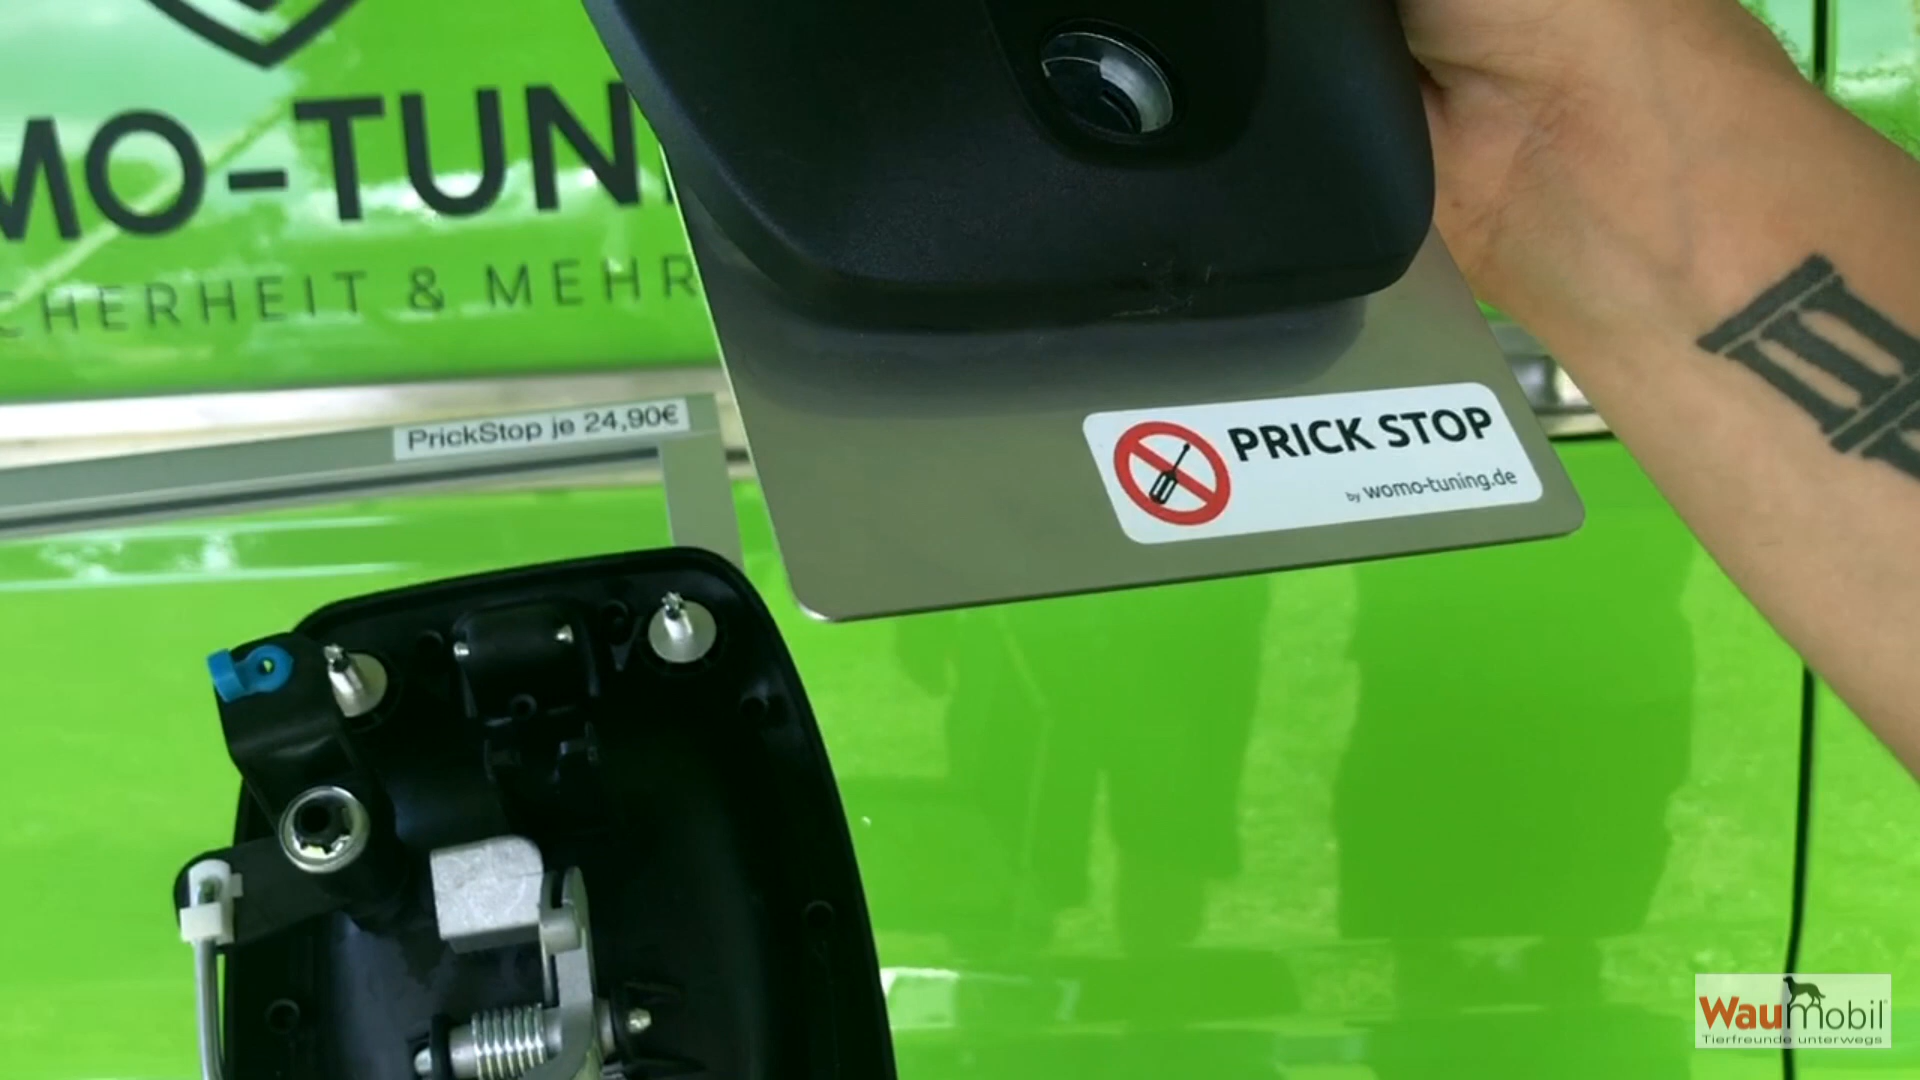 MO-TUN
CHERHEIT & MEHR
PrickStop je 24,90€
PRICK STOP
by womo-tuning.de
WauMobil
Tierfreunde unterwegs